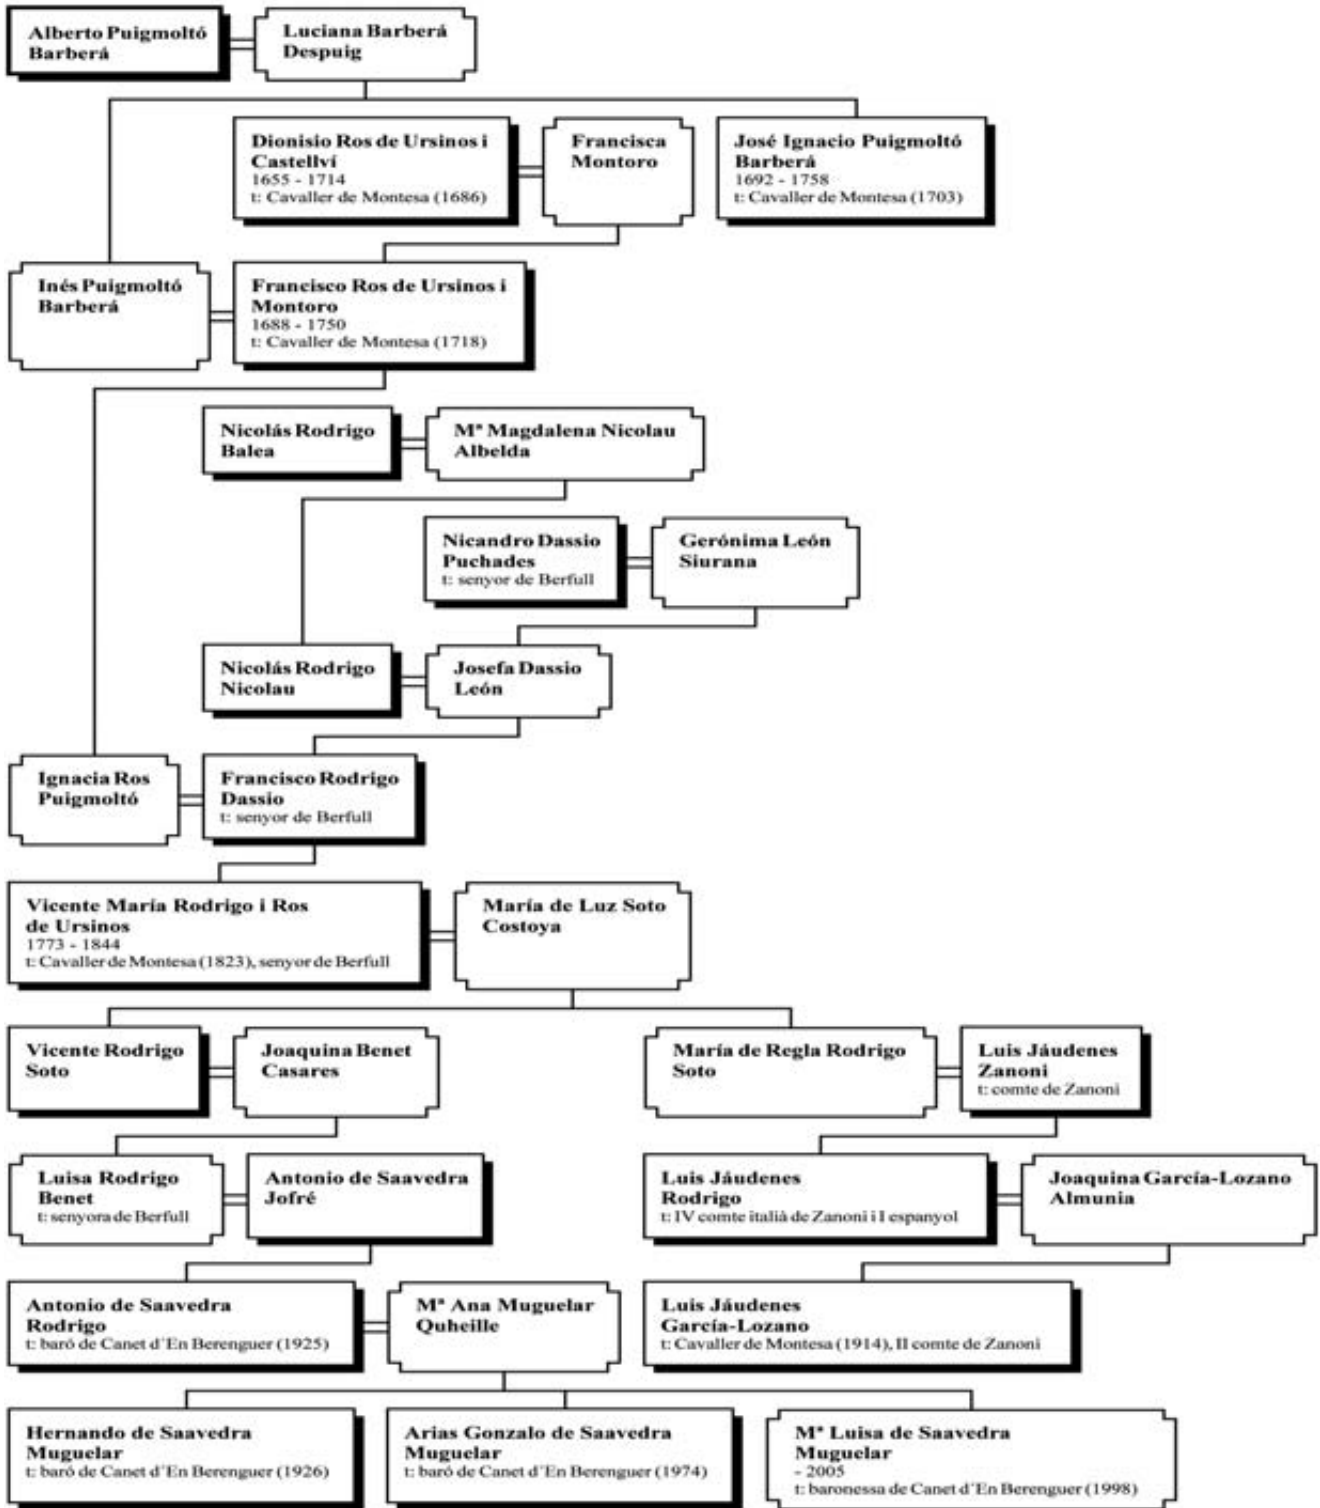 Alberto Puigmoltó
Barberá
Luciana Barberá
Despuig
Dionisio Ros de Ursinos i
Castellví
1655 - 1714
t: Cavaller de Montesa (1686)
Francisca
Montoro
José Ignacio Puigmoltó
Barberá
1692 - 1758
t: Cavaller de Montesa (1703)
Inés Puigmoltó
Barberá
Francisco Ros de Ursinos i
Montoro
1688 - 1750
t: Cavaller de Montesa (1718)
Nicolás Rodrigo
Balea
Mª Magdalena Nicolau
Albelda
Nicandro Dassio
Puchades
t: senyor de Berfull
Gerónima León
Siurana
Nicolás Rodrigo
Nicolau
Josefa Dassio
León
Ignacia Ros
Puigmoltó
Francisco Rodrigo
Dassio
t: senyor de Berfull
Vicente María Rodrigo i Ros
de Ursinos
1773 - 1844
t: Cavaller de Montesa (1823), senyor de Berfull
María de Luz Soto
Costoya
Vicente Rodrigo
Soto
Joaquina Benet
Casares
María de Regla Rodrigo
Soto
Luis Jáudenes
Zanoni
t: comte de Zanoni
Luisa Rodrigo
Benet
t: senyora de Berfull
Antonio de Saavedra
Jofré
Luis Jáudenes
Rodrigo
t: IV comte italià de Zanoni i I espanyol
Joaquina García-Lozano
Almunia
Antonio de Saavedra
Rodrigo
t: baró de Canet d´En Berenguer (1925)
Mª Ana Muguelar
Quheille
Luis Jáudenes
García-Lozano
t: Cavaller de Montesa (1914), II comte de Zanoni
Hernando de Saavedra
Muguelar
t: baró de Canet d´En Berenguer (1926)
Arias Gonzalo de Saavedra
Muguelar
t: baró de Canet d´En Berenguer (1974)
Mª Luisa de Saavedra
Muguelar
- 2005
t: baronessa de Canet d´En Berenguer (1998)